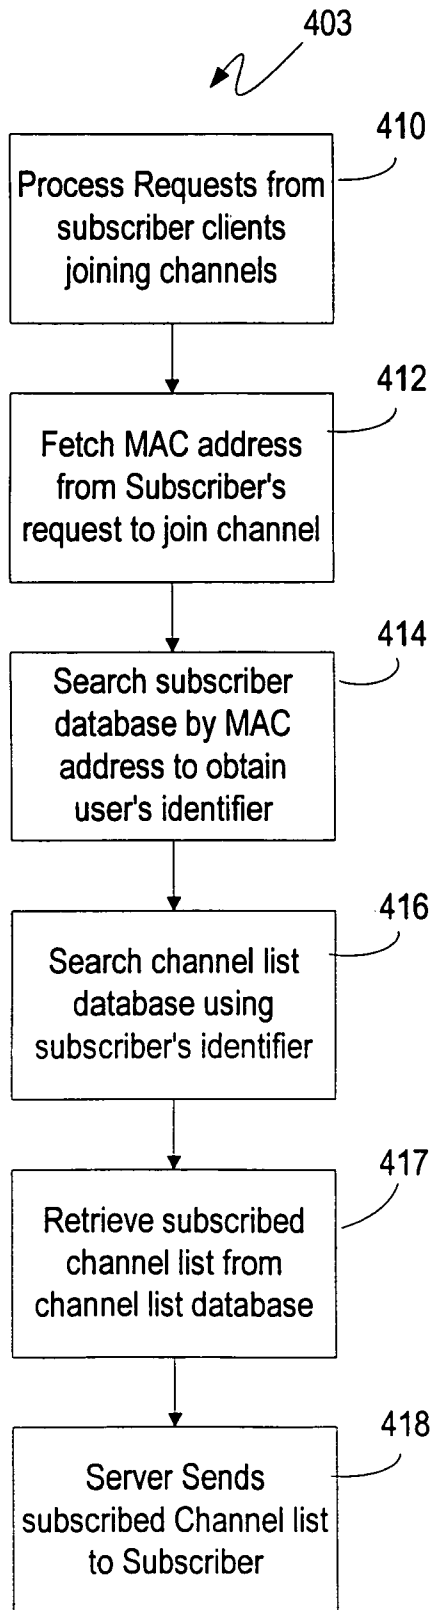 403
410
Process Requests from
subscriber clients
joining channels
412
Fetch MAC address
from Subscriber's
request to join channel
414
Search subscriber
database by MAC
address to obtain
user's identifier
416
Search channel list
database using
subscriber's identifier
417
Retrieve subscribed
channel list from
channel list database
418
Server Sends
subscribed Channel list
to Subscriber